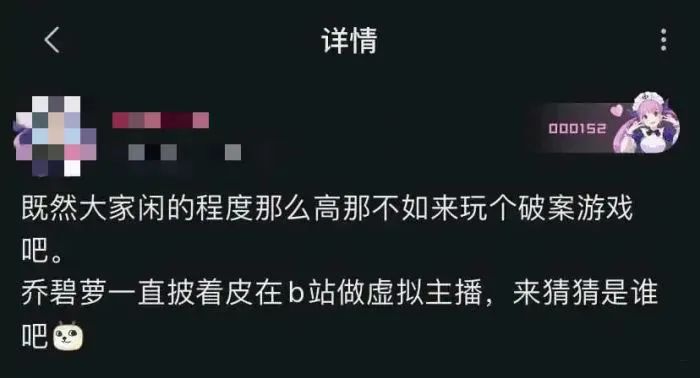 详情
000152
既然大家闲的程度那么高那不如来玩个破案游戏
吧。
乔碧萝一直披着皮在b站做虚拟主播，来猜猜是谁
吧